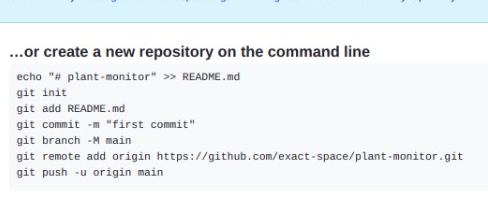 ...or create a new repository on the command line
echo "# plant-monitor" >> README.md
git init
git add README.md
git commit -m "first commit"
git branch -M main
git remote add origin https://github.com/exact-space/plant-monitor.git
git push -u origin main